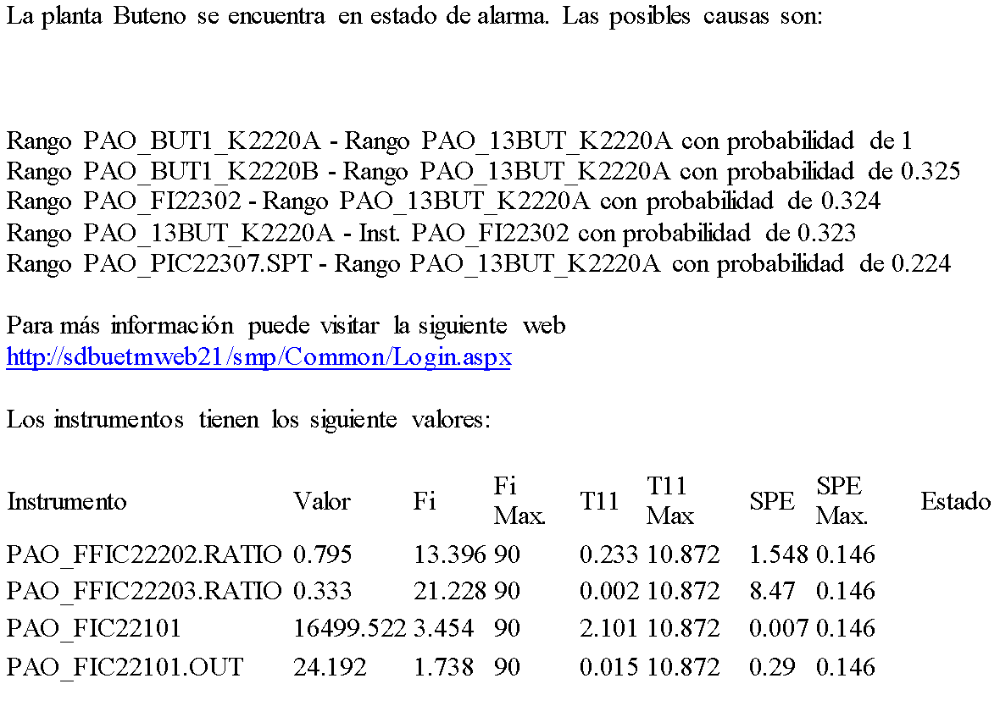 La planta Buteno se encuentra en estado de alarma. Las posibles causas son:
Rango PAO_BUT1_K2220A - Rango PAO_13BUT_K2220A con probabilidad de 1
Rango PAO_BUT1_K2220B - Rango PAO_13BUT_K2220A con probabilidad de 0.325
Rango PAO_FI22302 - Rango PAO_13BUT_K2220A con probabilidad de 0.324
Rango PAO_13BUT_K2220A - Inst. PAO_FI22302 con probabilidad de 0.323
Rango PAO_PIC22307.SPT - Rango PAO_13BUT_K2220A con probabilidad de 0.224
Para más información puede visitar la siguiente web
http://sdbuetmweb21/smp/Common/Login.aspx
Los instrumentos tienen los siguiente valores:
Instrumento Valor Fi Fi Max. T11 T11 Max SPE SPE Max. Estado
PAO_FFIC22202.RATIO 0.795 13.396 90 0.233 10.872 1.548 0.146
PAO_FFIC22203.RATIO 0.333 21.228 90 0.002 10.872 8.47 0.146
PAO_FIC22101 16499.522 3.454 90 2.101 10.872 0.007 0.146
PAO_FIC22101.OUT 24.192 1.738 90 0.015 10.872 0.29 0.146